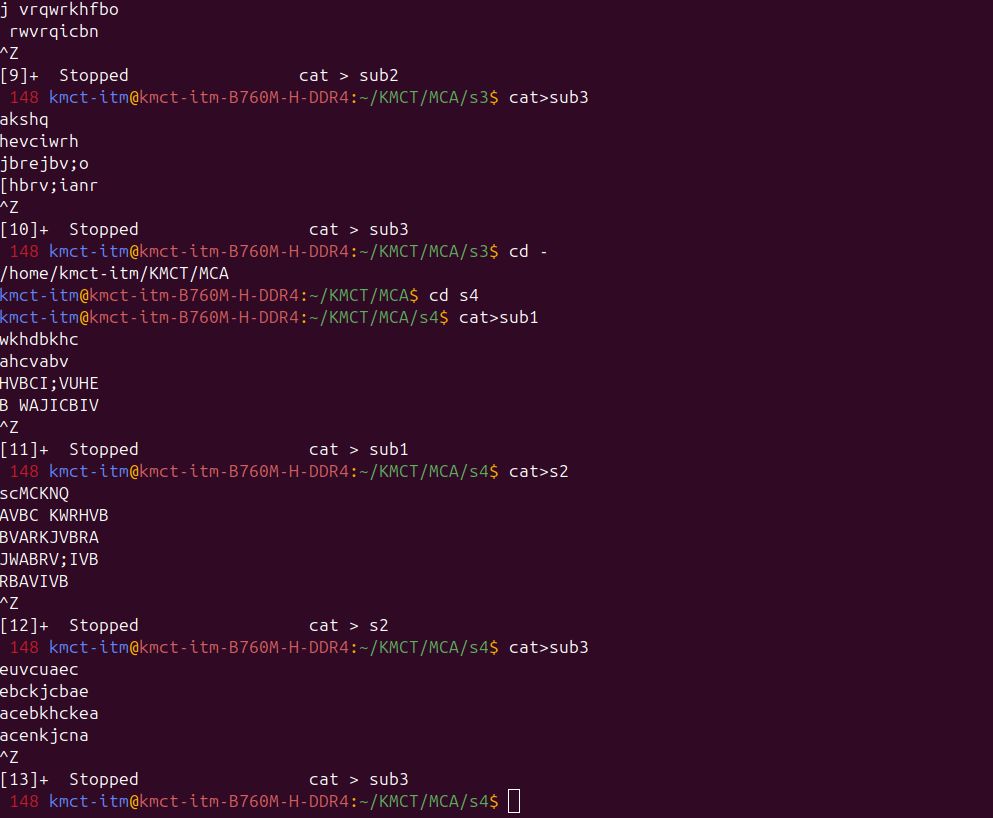 j vrqwrkhfbo
 rwvrqicbn
^Z
[9]+  Stopped                 cat > sub2
 148 kmct-itm@kmct-itm-B760M-H-DDR4:~/KMCT/MCA/s3$ cat>sub3
akshq
hevciwrh
jbrejbv;o
[hbrv;ianr
^Z
[10]+  Stopped                 cat > sub3
 148 kmct-itm@kmct-itm-B760M-H-DDR4:~/KMCT/MCA/s3$ cd -
/home/kmct-itm/KMCT/MCA
kmct-itm@kmct-itm-B760M-H-DDR4:~/KMCT/MCA$ cd s4
kmct-itm@kmct-itm-B760M-H-DDR4:~/KMCT/MCA/s4$ cat>sub1
wkhdbkhc
ahcvabv
HVBCI;VUHE
B WAJICBIV
^Z
[11]+  Stopped                 cat > sub1
 148 kmct-itm@kmct-itm-B760M-H-DDR4:~/KMCT/MCA/s4$ cat>s2
scMCKNQ
AVBC KWRHVB
BVARKJVBRA
JWABRV;IVB
RBAVIVB
^Z
[12]+  Stopped                 cat > s2
 148 kmct-itm@kmct-itm-B760M-H-DDR4:~/KMCT/MCA/s4$ cat>sub3
euvcuaec
ebckjcbae
acebkhckea
acenkjcna
^Z
[13]+  Stopped                 cat > sub3
 148 kmct-itm@kmct-itm-B760M-H-DDR4:~/KMCT/MCA/s4$